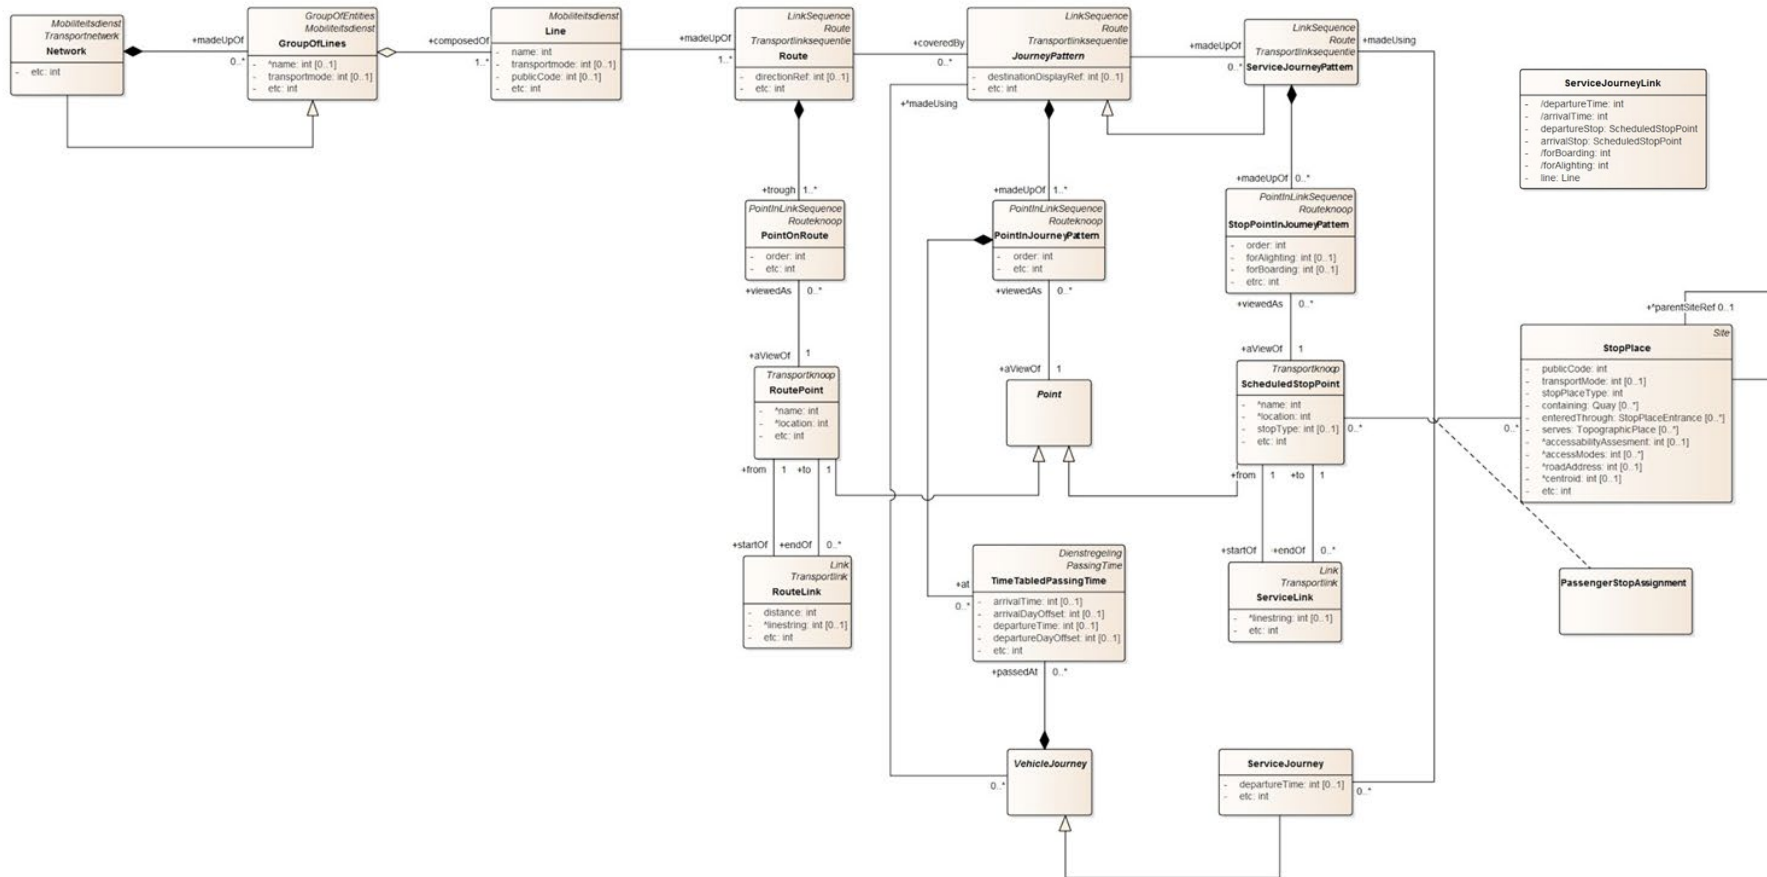 Mobiliteitsdienst
Transportnetwerk
Network
- etc: int
+madeUpOf
0..*
GroupOfEntities
Mobiliteitsdienst
GroupOfLines
- ^name: int [0..1]
- transportmode: int [0..1]
- etc: int
+composedOf
1..*
Mobiliteitsdienst
Line
- name: int
- transportmode: int [0..1]
- publicCode: int [0..1]
- etc: int
+madeUpOf
1..*
LinkSequence
Route
Transportlinksequentie
Route
- directionRef: int [0..1]
- etc: int
+coveredBy
0..*
LinkSequence
Route
Transportlinksequentie
JourneyPattern
- destinationDisplayRef: int [0..1]
- etc: int
+^madeUsing
+madeUpOf
0..*
LinkSequence
Route
Transportlinksequentie
ServiceJourneyPattern
+madeUsing
ServiceJourneyLink
- /departureTime: int
- /arrivalTime: int
- departureStop: ScheduledStopPoint
- arrivalStop: ScheduledStopPoint
- /forBoarding: int
- /forAlighting: int
- line: Line
+trough 1..*
PointInLinkSequence
Routeknoop
PointOnRoute
- order: int
- etc: int
+viewedAs 0..*
+aViewOf 1
Transportknoop
RoutePoint
- ^name: int
- ^location: int
- etc: int
+from 1 +to 1
+startOf +endOf 0..*
Link
Transportlink
RouteLink
- distance: int
- ^linestring: int [0..1]
- etc: int
+madeUpOf 1..*
PointInLinkSequence
Routeknoop
PointInJourneyPattern
- order: int
- etc: int
+viewedAs 0..*
+aViewOf 1
Point
+at
0..*
Dienstregeling
PassingTime
TimeTabledPassingTime
- arrivalTime: int [0..1]
- arrivalDayOffset: int [0..1]
- departureTime: int [0..1]
- departureDayOffset: int [0..1]
- etc: int
+passedAt 0..*
VehicleJourney
0..*
+madeUpOf 0..*
PointInLinkSequence
Routeknoop
StopPointInJourneyPattern
- order: int
- forAlighting: int [0..1]
- forBoarding: int [0..1]
- etrc: int
+viewedAs 0..*
+aViewOf 1
Transportknoop
ScheduledStopPoint
- ^name: int
- ^location: int
- stopType: int [0..1]
- etc: int
0..*
0..*
+from 1 +to 1
+startOf +endOf 0..*
Link
Transportlink
ServiceLink
- ^linestring: int [0..1]
- etc: int
ServiceJourney
- departureTime: int [0..1]
- etc: int
0..*
+^parentSiteRef 0..1
Site
StopPlace
- publicCode: int
- transportMode: int [0..1]
- stopPlaceType: int
- containing: Quay [0..*]
- enteredThrough: StopPlaceEntrance [0..*]
- serves: TopographicPlace [0..*]
- ^accessabilityAssesment: int [0..1]
- ^accessModes: int [0..*]
- ^roadAddress: int [0..1]
- ^centroid: int [0..1]
- etc: int
PassengerStopAssignment